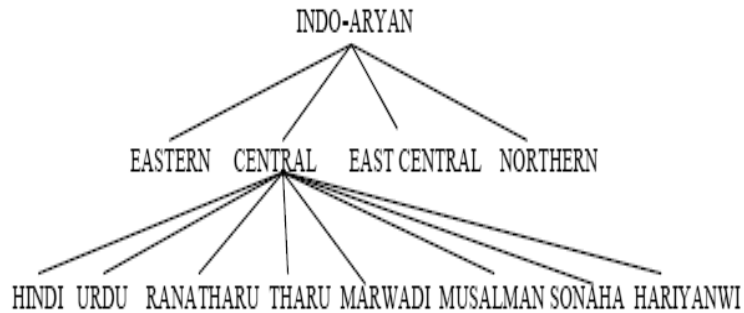 INDO-ARYAN
EASTERN CENTRAL EAST CENTRAL NORTHERN
HINDI URDU RANATHARU THARU MARWADI MUSALMAN SONAHA HARIYANWI